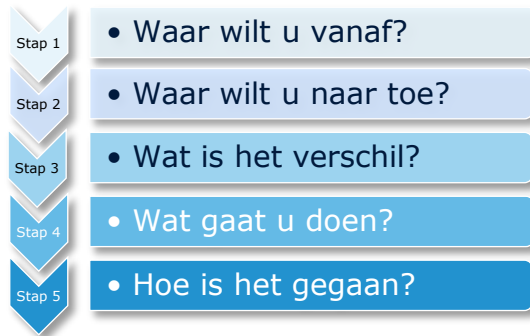 Stap 1
• Waar wilt u vanaf?
Stap 2
• Waar wilt u naar toe?
Stap 3
• Wat is het verschil?
Stap 4
• Wat gaat u doen?
Stap 5
• Hoe is het gegaan?